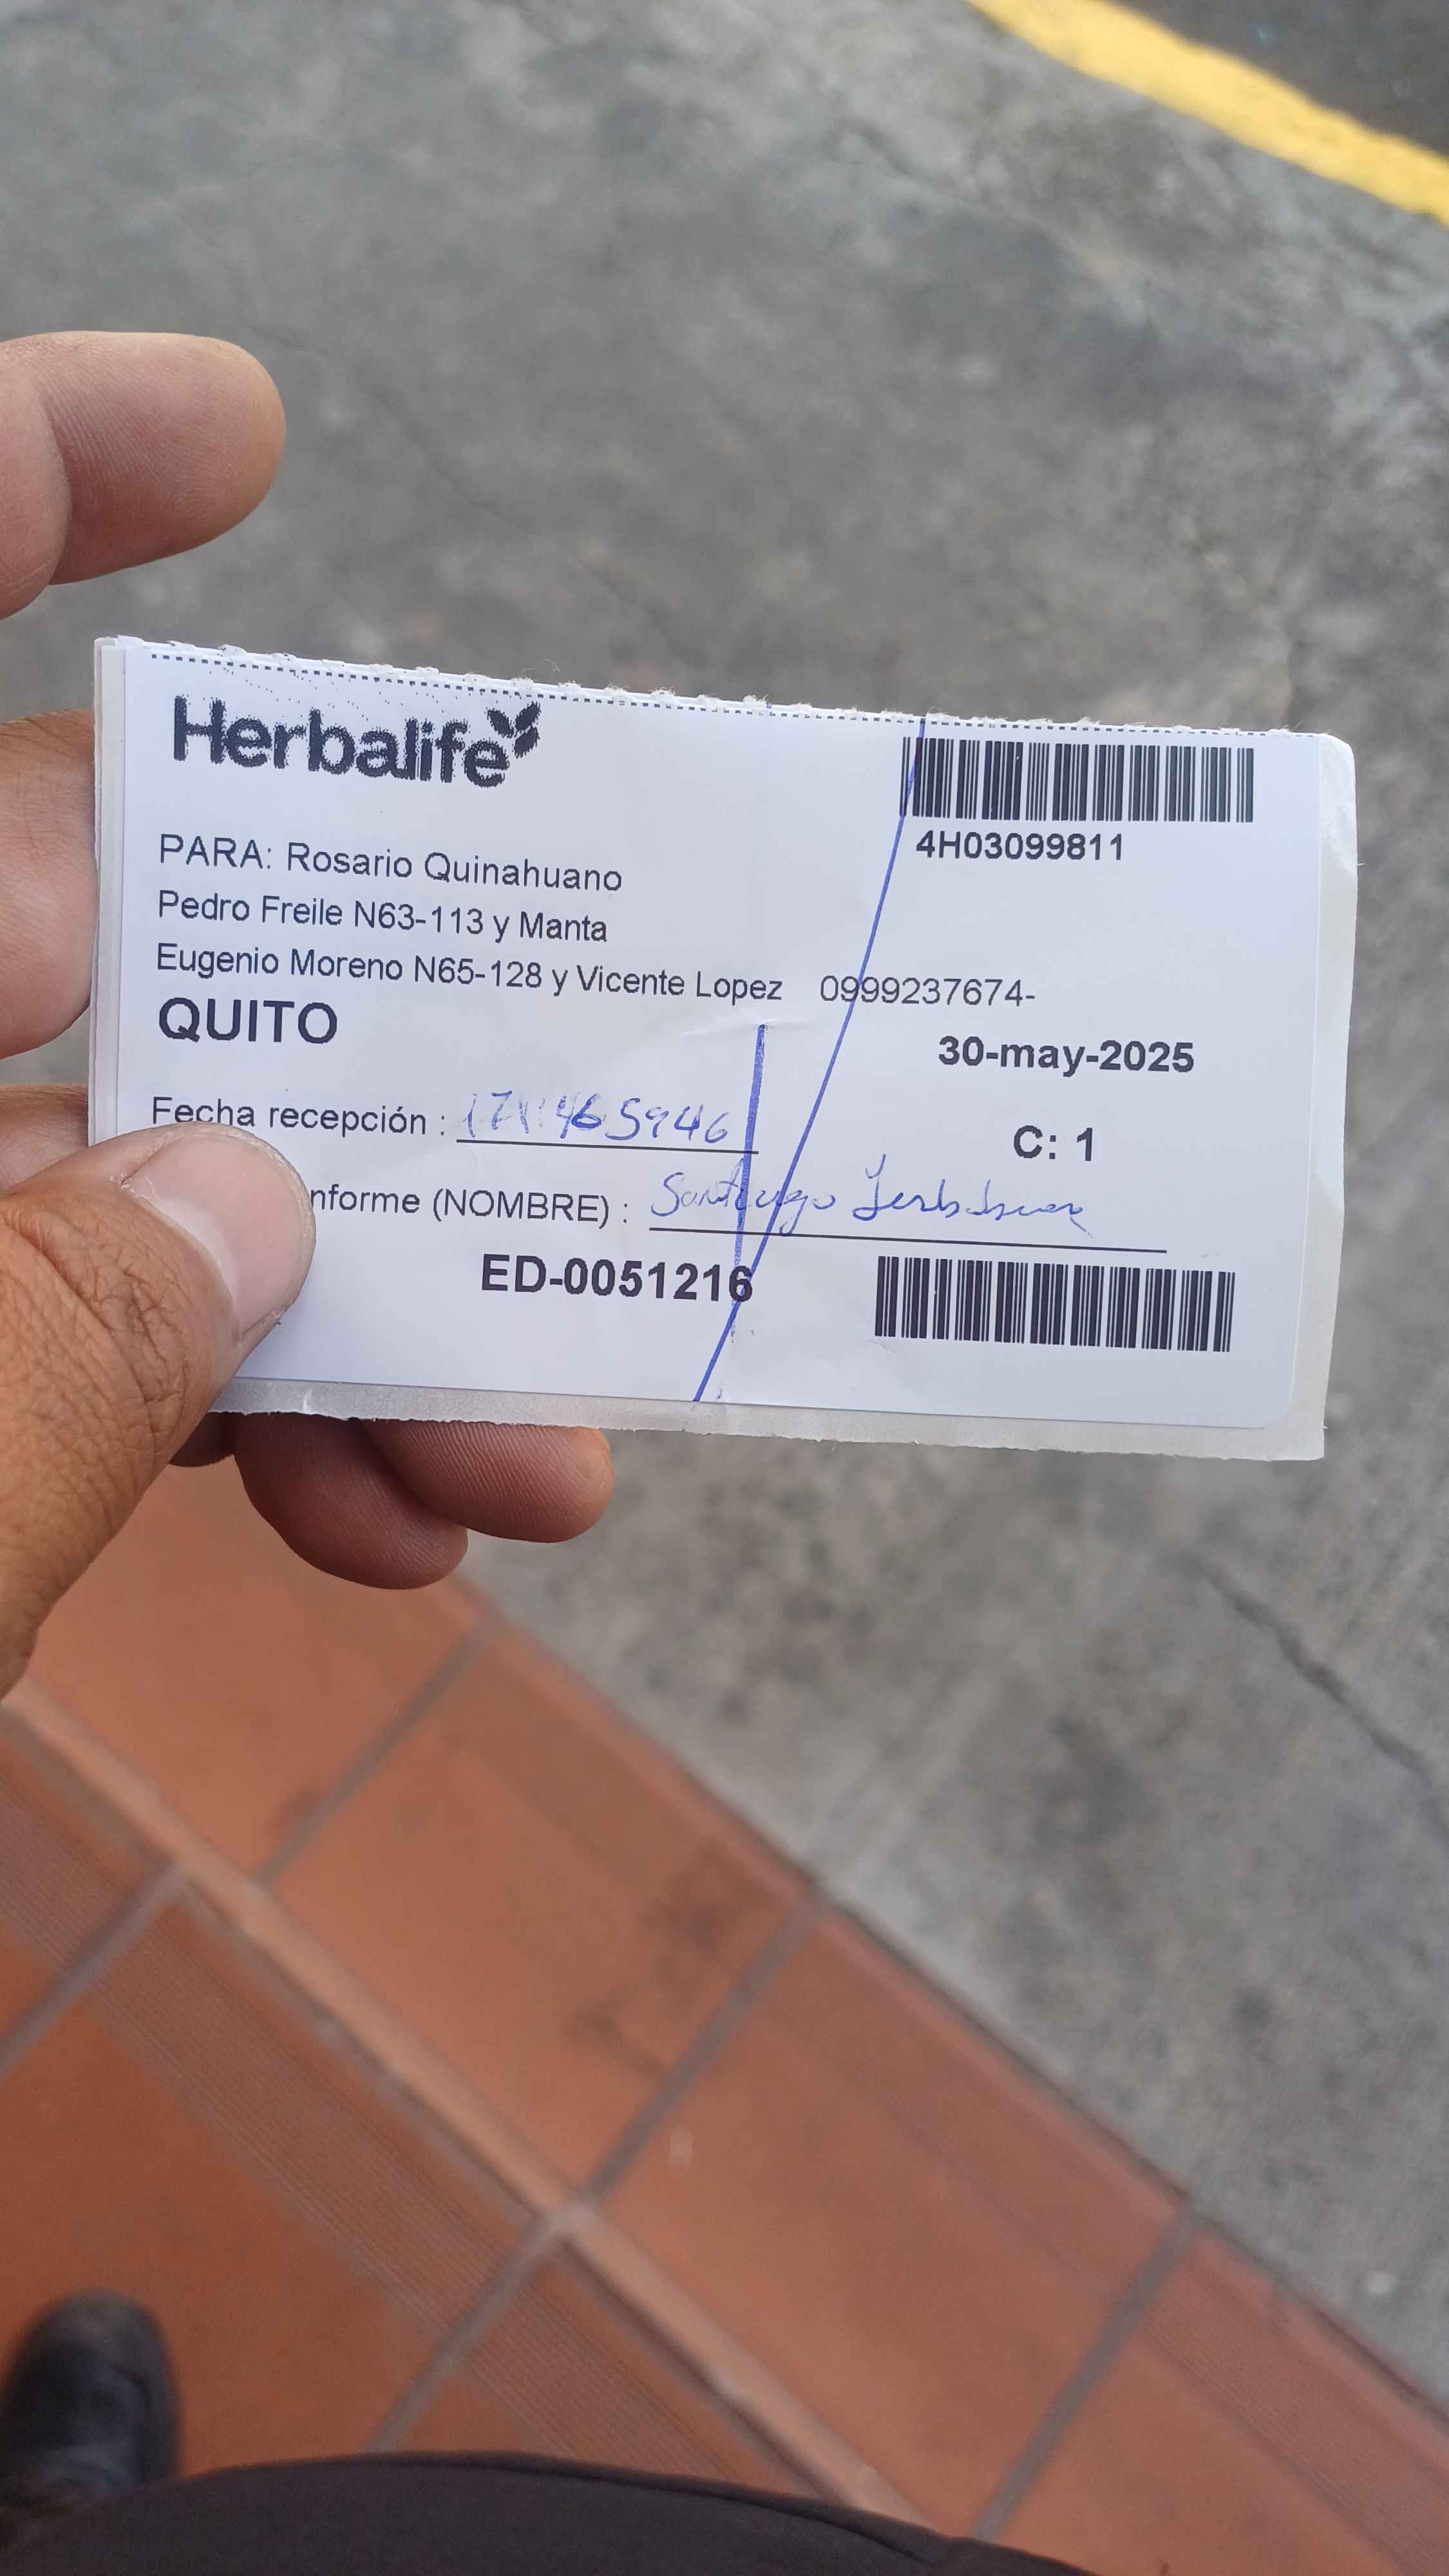 Herbalife
4H03099811
PARA: Rosario Quinahuano
Pedro Freile N63-113 y Manta
Eugenio Moreno N65-128 y Vicente Lopez 0999237674-
QUITO
30-may-2025
Fecha recepción :
C: 1
nforme (NOMBRE) : Santiago
ED-0051216